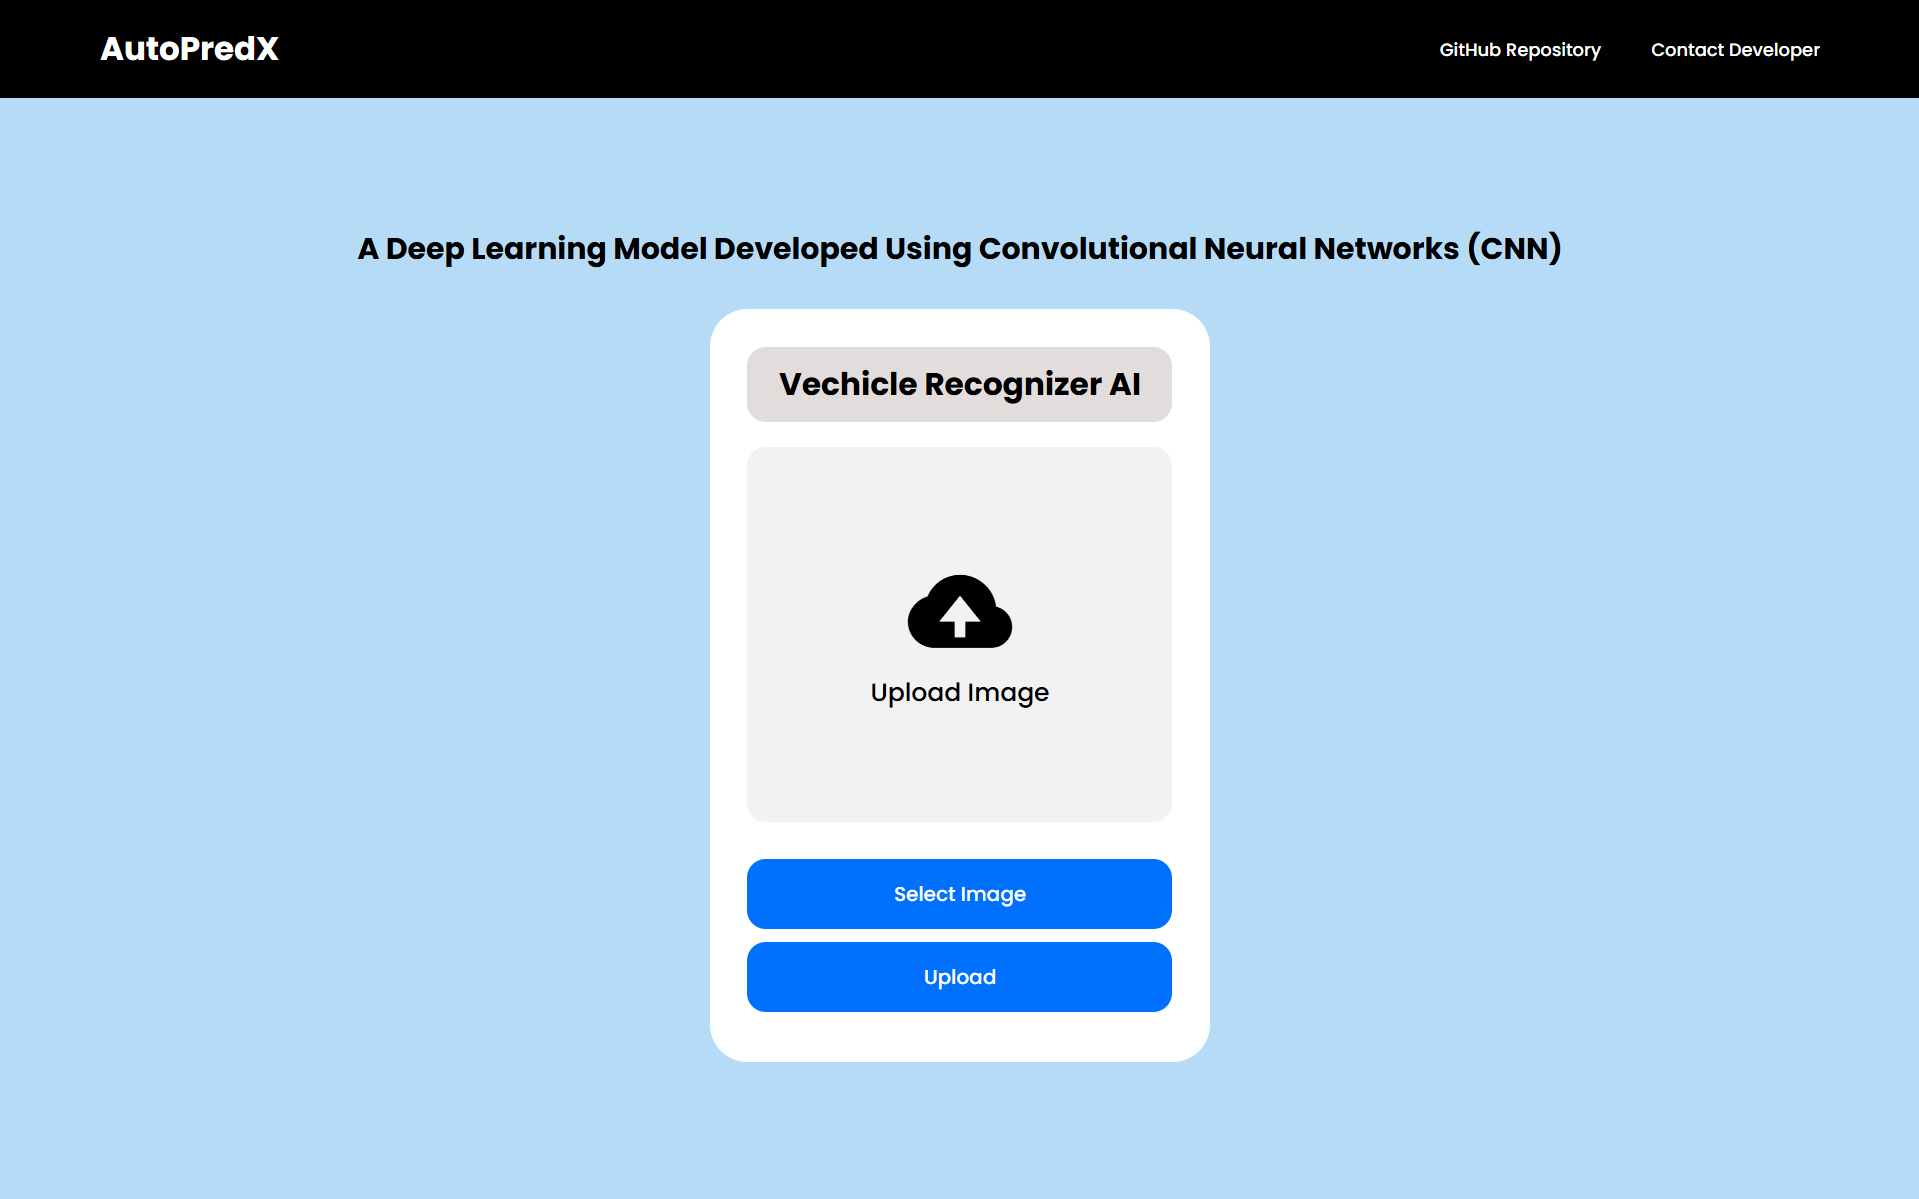 AutoPredX
GitHub Repository
Contact Developer
A Deep Learning Model Developed Using Convolutional Neural Networks (CNN)
Vechicle Recognizer AI
Upload Image
Select Image
Upload